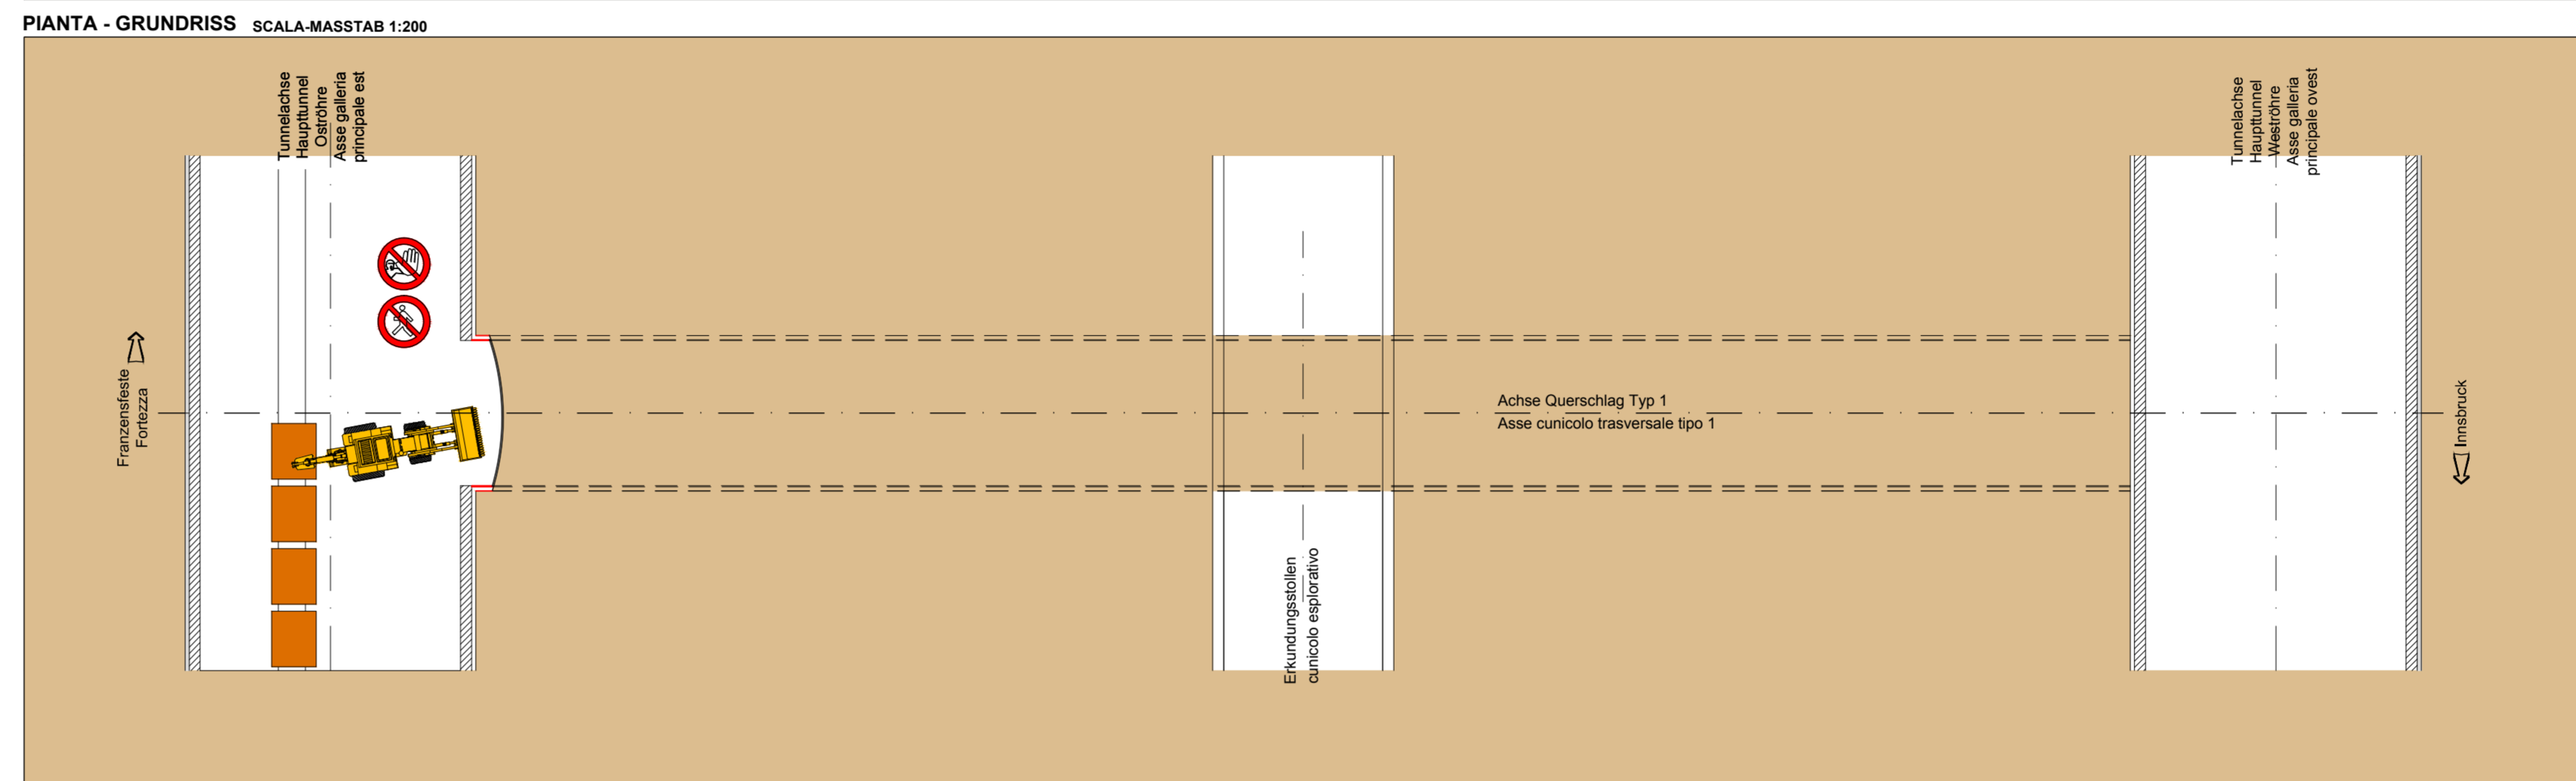 PIANTA - GRUNDRISS SCALA-MASSTAB 1:200
Tunnelachse
Haupttunnel
Oströhre
Asse galleria
principale est
Tunnelachse
Haupttunnel
Weströhre
Asse galleria
principale ovest
Franzensfeste
Fortezza
Achse Querschlag Typ 1
Asse cunicolo trasversale tipo 1
Innsbruck
Erkundungsstollen
cunicolo esplorativo